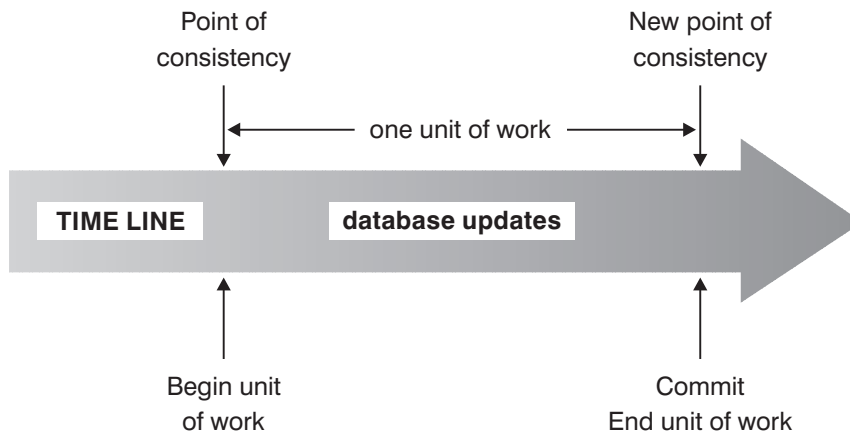 Point of
consistency
New point of
consistency
one unit of work
TIME LINE
database updates
Begin unit
of work
Commit
End unit of work